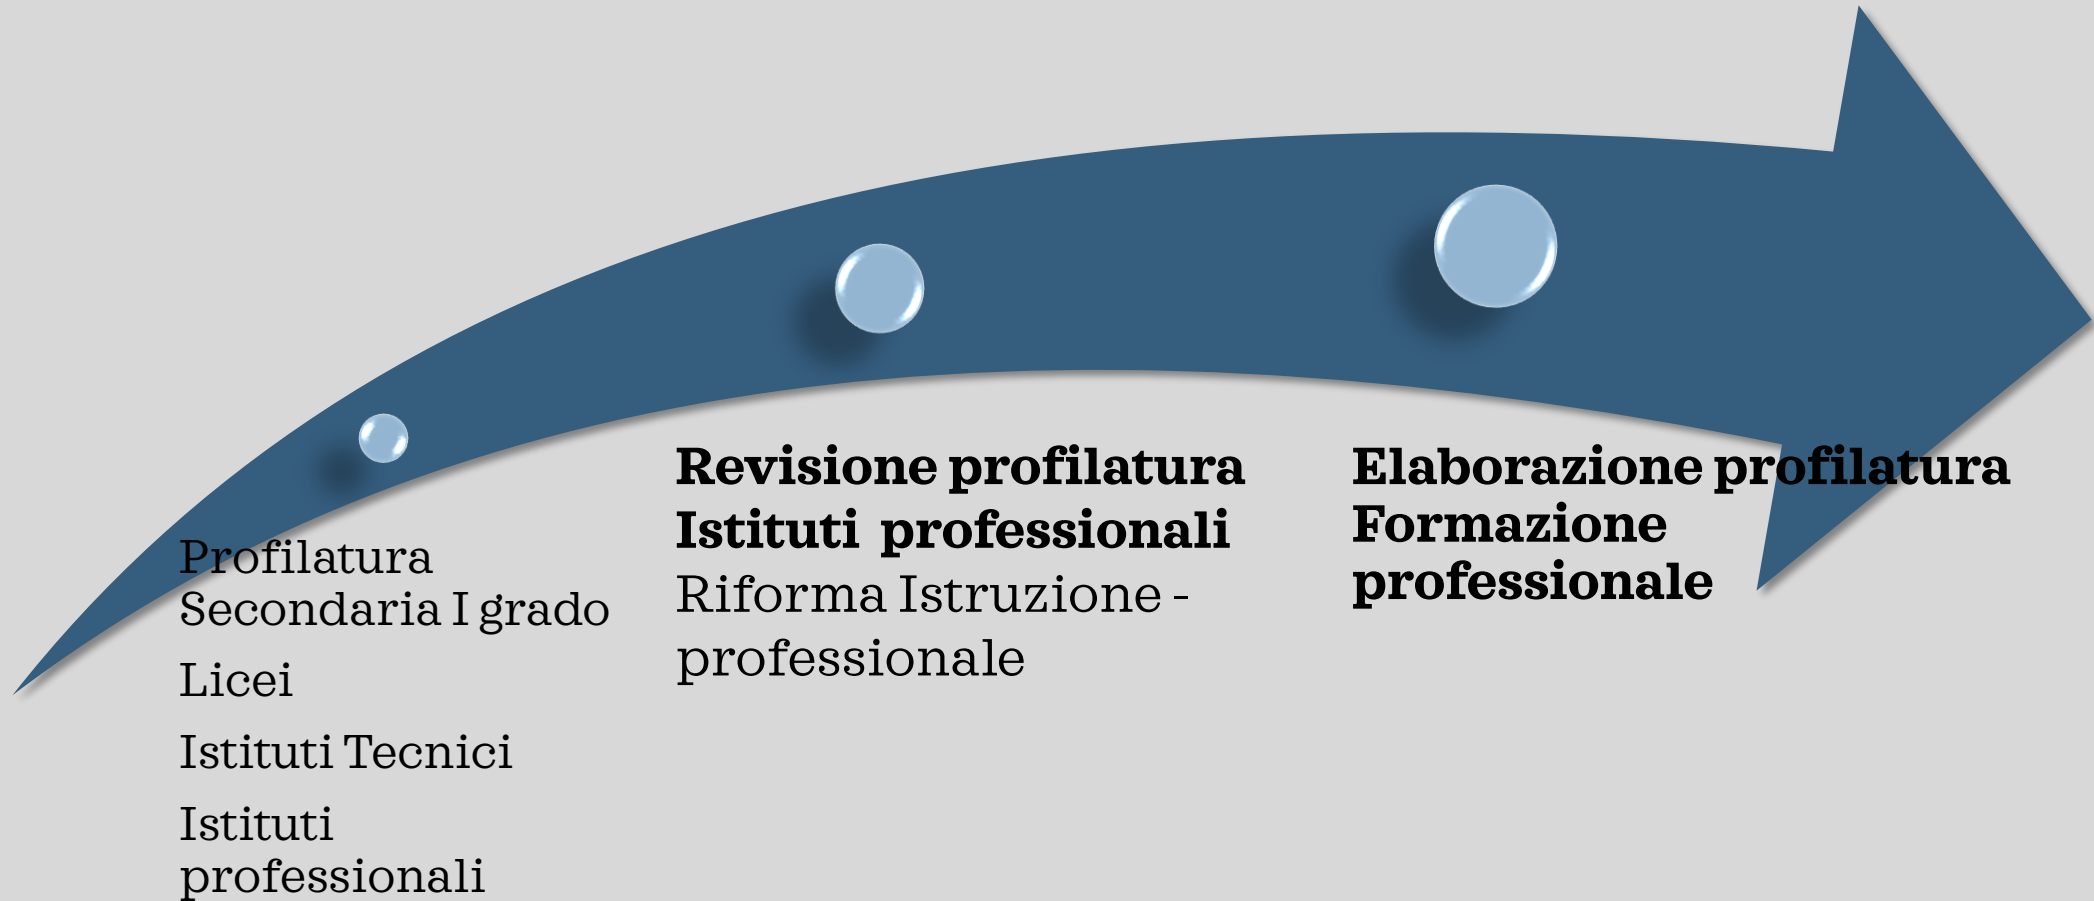 Profilatura
Secondaria I grado
Licei
Istituti Tecnici
Istituti
professionali
Revisione profilatura
Istituti professionali
Riforma Istruzione -
professionale
Elaborazione profilatura
Formazione
professionale